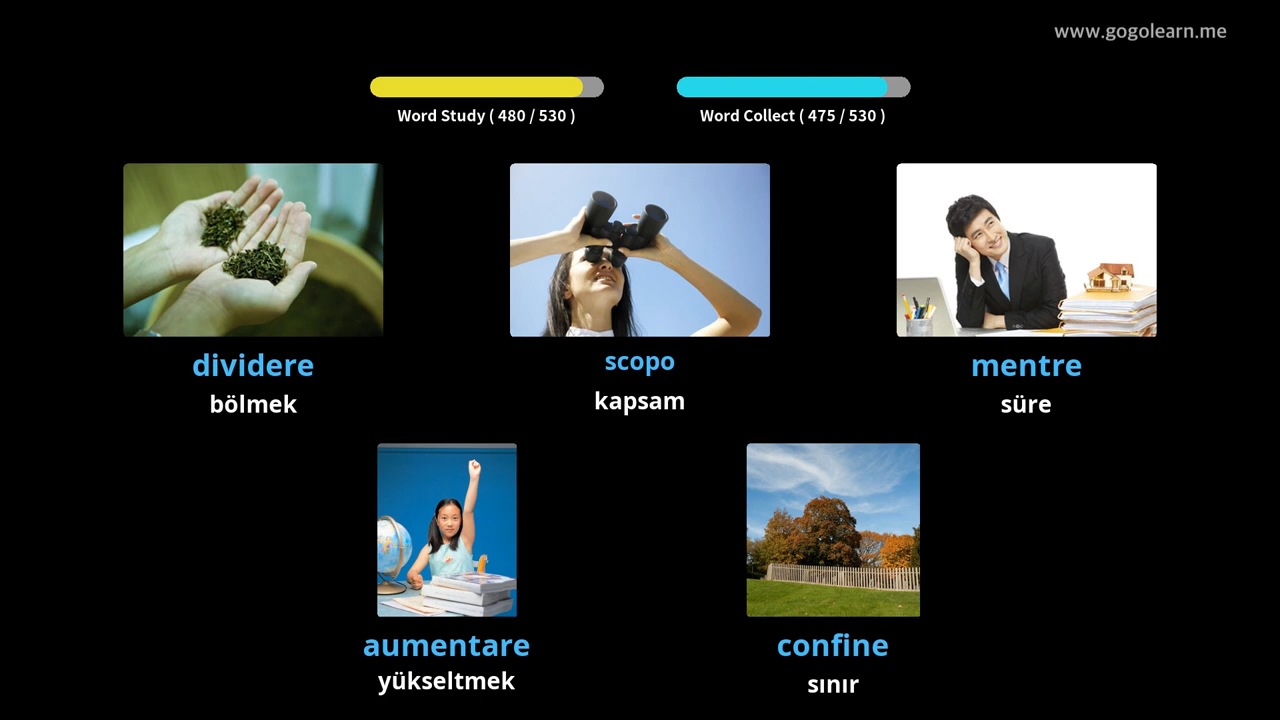 www.gogolearn.me
Word Study ( 480 / 530 )
Word Collect ( 475 / 530 )
dividere
bölmek
scopo
kapsam
mentre
süre
aumentare
yükseltmek
confine
sınır